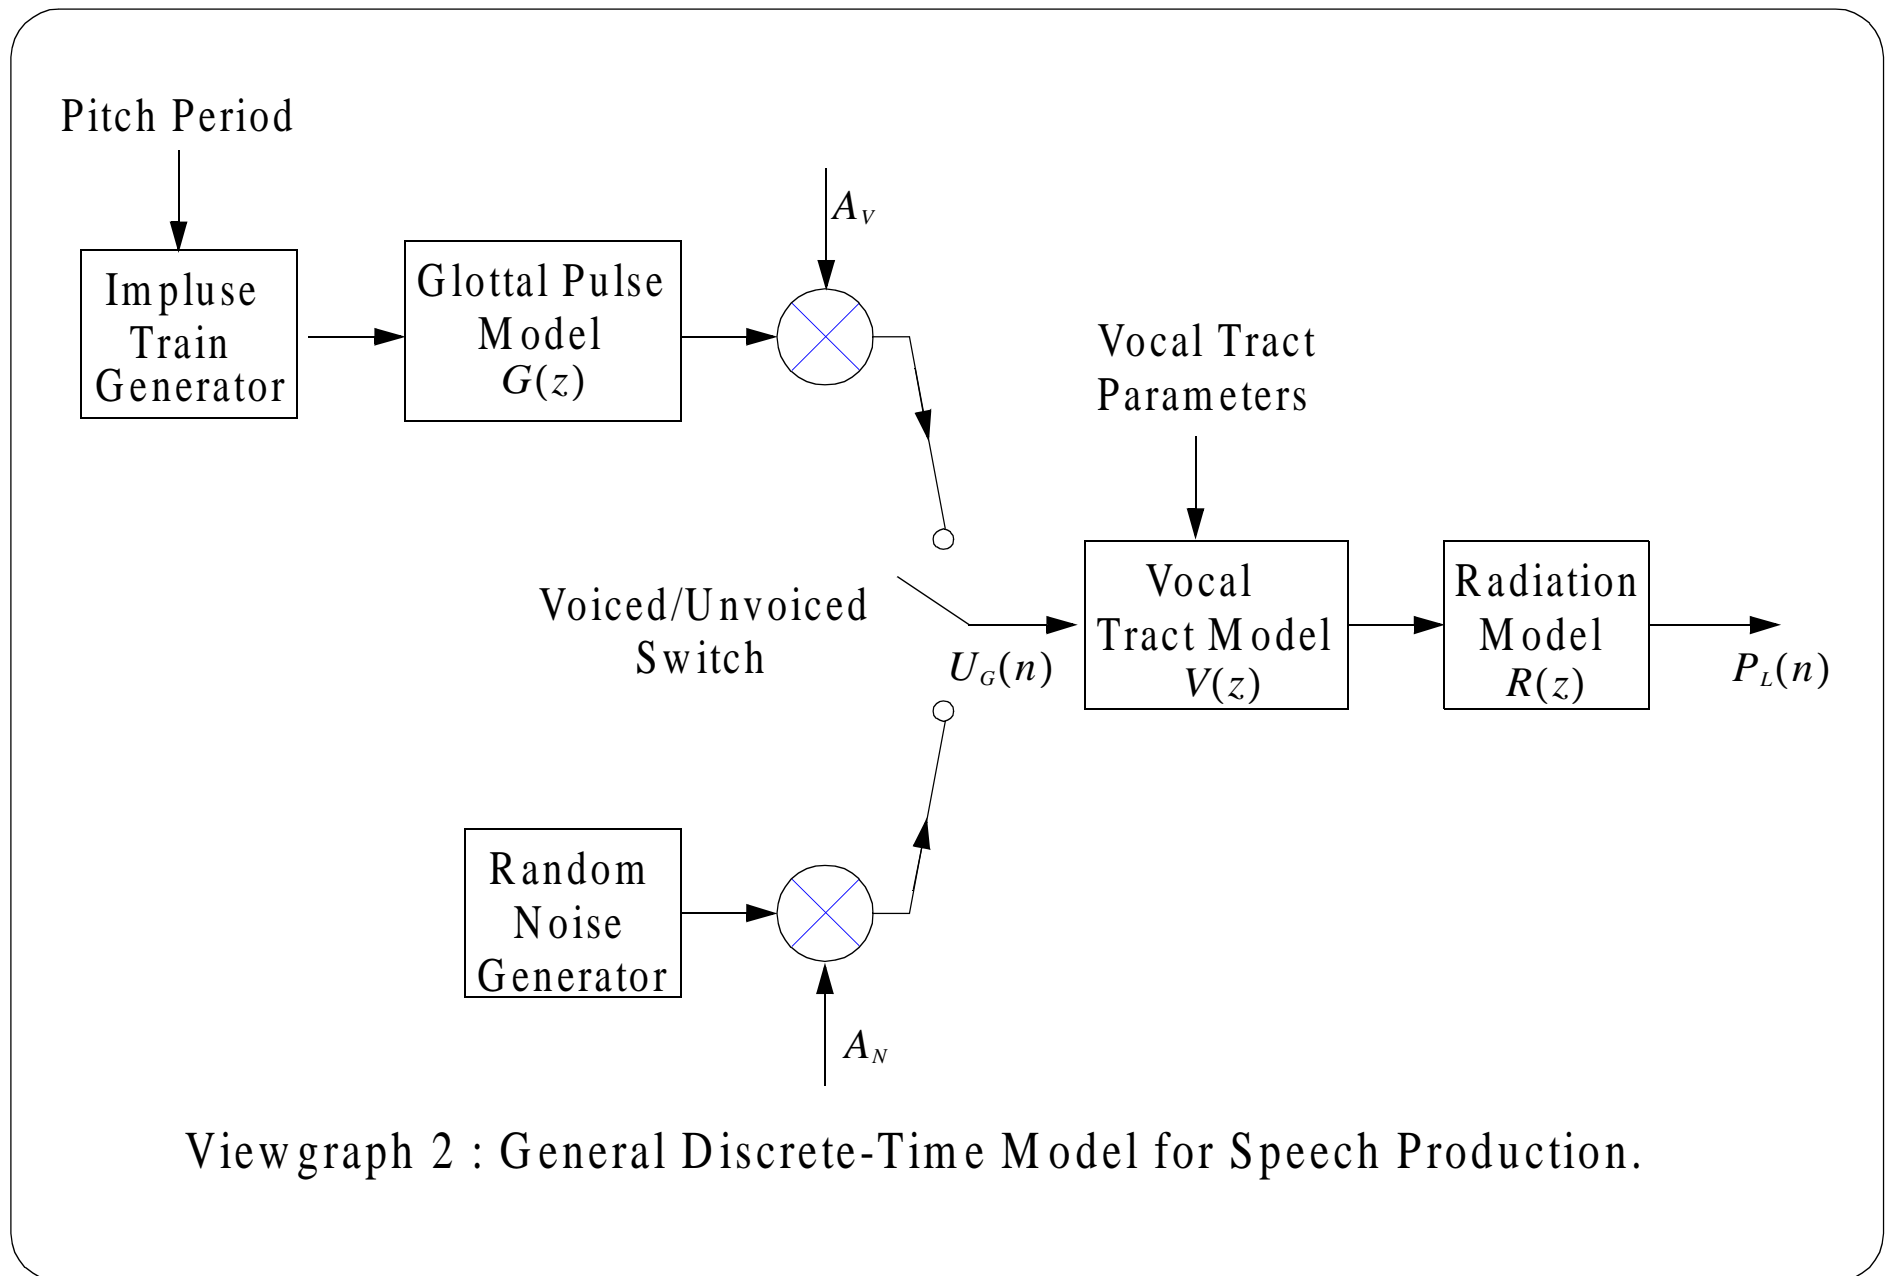 Pitch Period
A_V
Impluse
Train
Generator
Glottal Pulse
Model
G(z)
Vocal Tract
Parameters
Voiced/Unvoiced
Switch
U_G(n)
Vocal
Tract Model
V(z)
Radiation
Model
R(z)
P_L(n)
Random
Noise
Generator
A_N
Viewgraph 2 : General Discrete-Time Model for Speech Production.